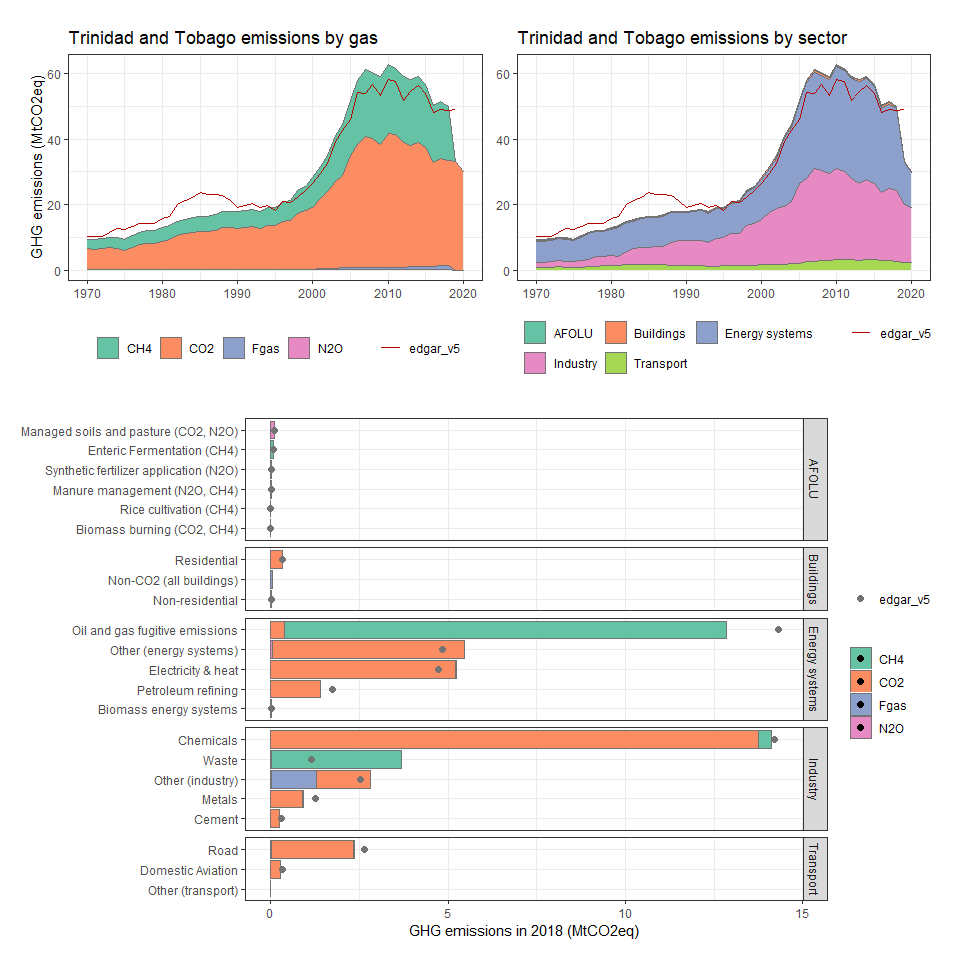 Trinidad and Tobago emissions by gas
GHG emissions (MtCO2eq)
60
40
20
0
1970
1980
1990
2000
2010
2020
CH4
CO2
Fgas
N2O
edgar_v5
Trinidad and Tobago emissions by sector
60
40
20
0
1970
1980
1990
2000
2010
2020
AFOLU
Buildings
Energy systems
edgar_v5
Industry
Transport
Managed soils and pasture (CO2, N2O)
Enteric Fermentation (CH4)
Synthetic fertilizer application (N2O)
Manure management (N2O, CH4)
Rice cultivation (CH4)
Biomass burning (CO2, CH4)
AFOLU
Residential
Non-CO2 (all buildings)
Non-residential
Buildings
Oil and gas fugitive emissions
Other (energy systems)
Electricity & heat
Petroleum refining
Biomass energy systems
Energy systems
Chemicals
Waste
Other (industry)
Metals
Cement
Industry
Road
Domestic Aviation
Other (transport)
Transport
0
5
10
15
GHG emissions in 2018 (MtCO2eq)
edgar_v5
CH4
CO2
Fgas
N2O